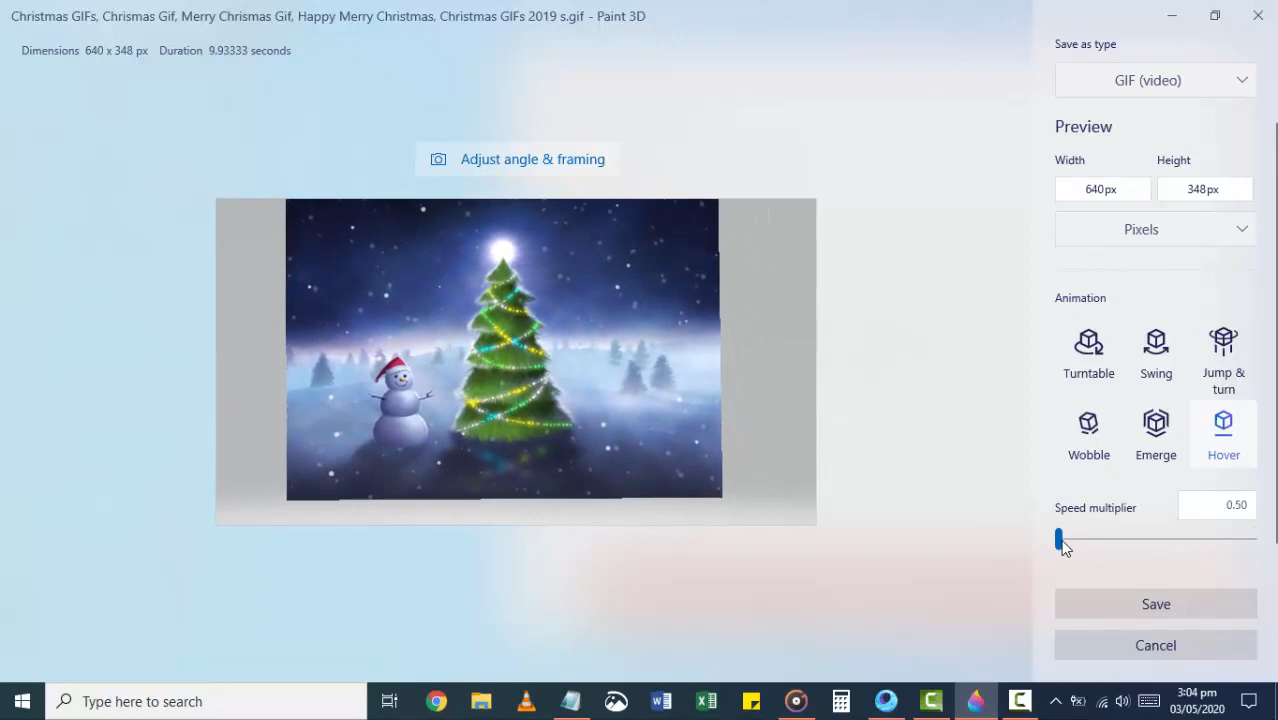 Christmas GIFs, Chrismas Gif, Merry Chrismas Gif, Happy Merry Christmas, Christmas GIFs 2019 s.gif - Paint 3D
Dimensions 640 x 348 px Duration 9.93333 seconds
Adjust angle & framing
Save as type
GIF (video)
Preview
Width Height
640px 348px
Pixels
Animation
Turntable Swing Jump & turn
Wobble Emerge Hover
Speed multiplier 0.50
Save
Cancel
Type here to search
3:04 pm
03/05/2020